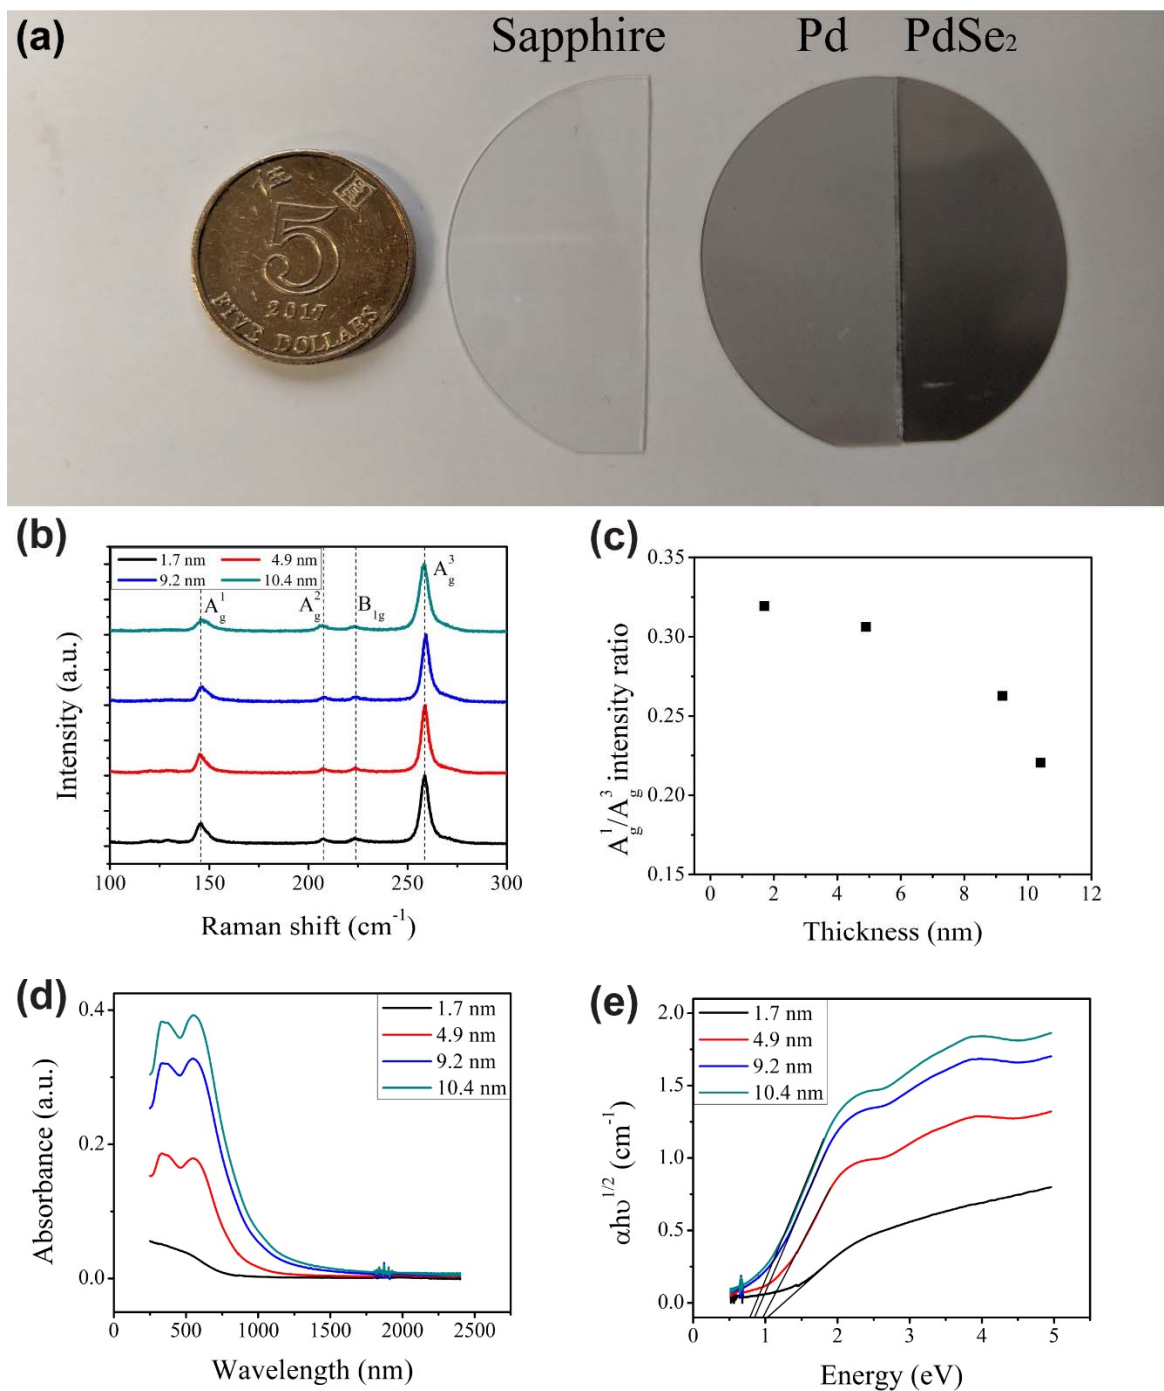 (a)
Sapphire Pd PdSe₂
伍 圓
5
2017
FIVE DOLLARS
(b)
1.7 nm 4.9 nm
9.2 nm 10.4 nm
A¹g A²g B1g A³g
Intensity (a.u.)
100 150 200 250 300
Raman shift (cm⁻¹)
(c)
0.35
0.30
0.25
0.20
0.15
A¹g/A³g intensity ratio
0 2 4 6 8 10 12
Thickness (nm)
(d)
1.7 nm
4.9 nm
9.2 nm
10.4 nm
0.4
0.2
0.0
Absorbance (a.u.)
0 500 1000 1500 2000 2500
Wavelength (nm)
(e)
1.7 nm
4.9 nm
9.2 nm
10.4 nm
2.0
1.5
1.0
0.5
0.0
αhυ¹/² (cm⁻¹)
0 1 2 3 4 5
Energy (eV)